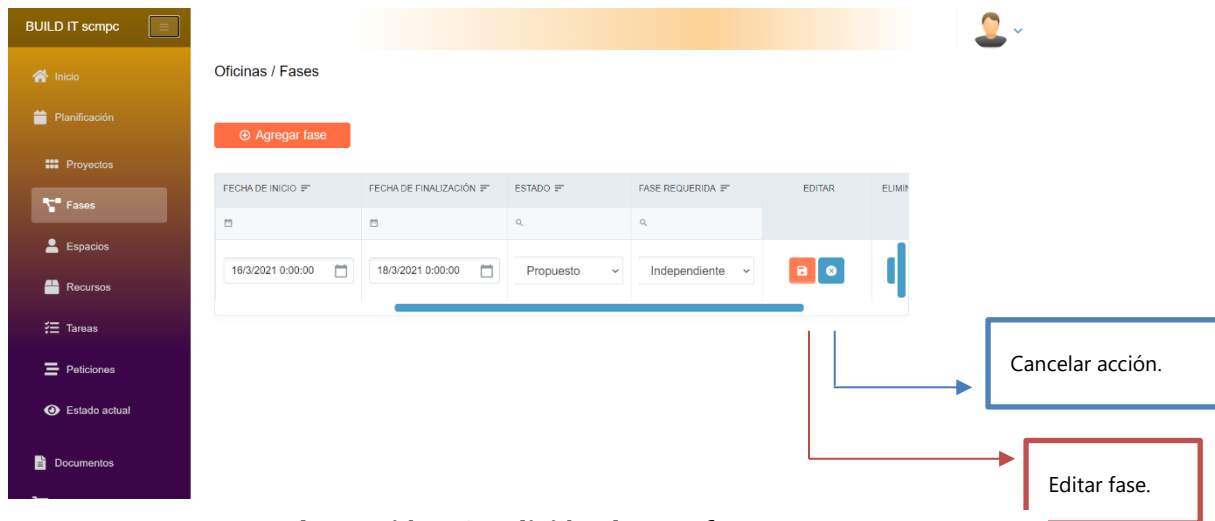 BUILD IT scmpc
Inicio
Planificación
Proyectos
Fases
Espacios
Recursos
Tareas
Peticiones
Estado actual
Documentos
Oficinas / Fases
Agregar fase
FECHA DE INICIO FECHA DE FINALIZACIÓN ESTADO FASE REQUERIDA EDITAR ELIMIN
16/3/2021 0:00:00 18/3/2021 0:00:00 Propuesto Independiente
Cancelar acción.
Editar fase.